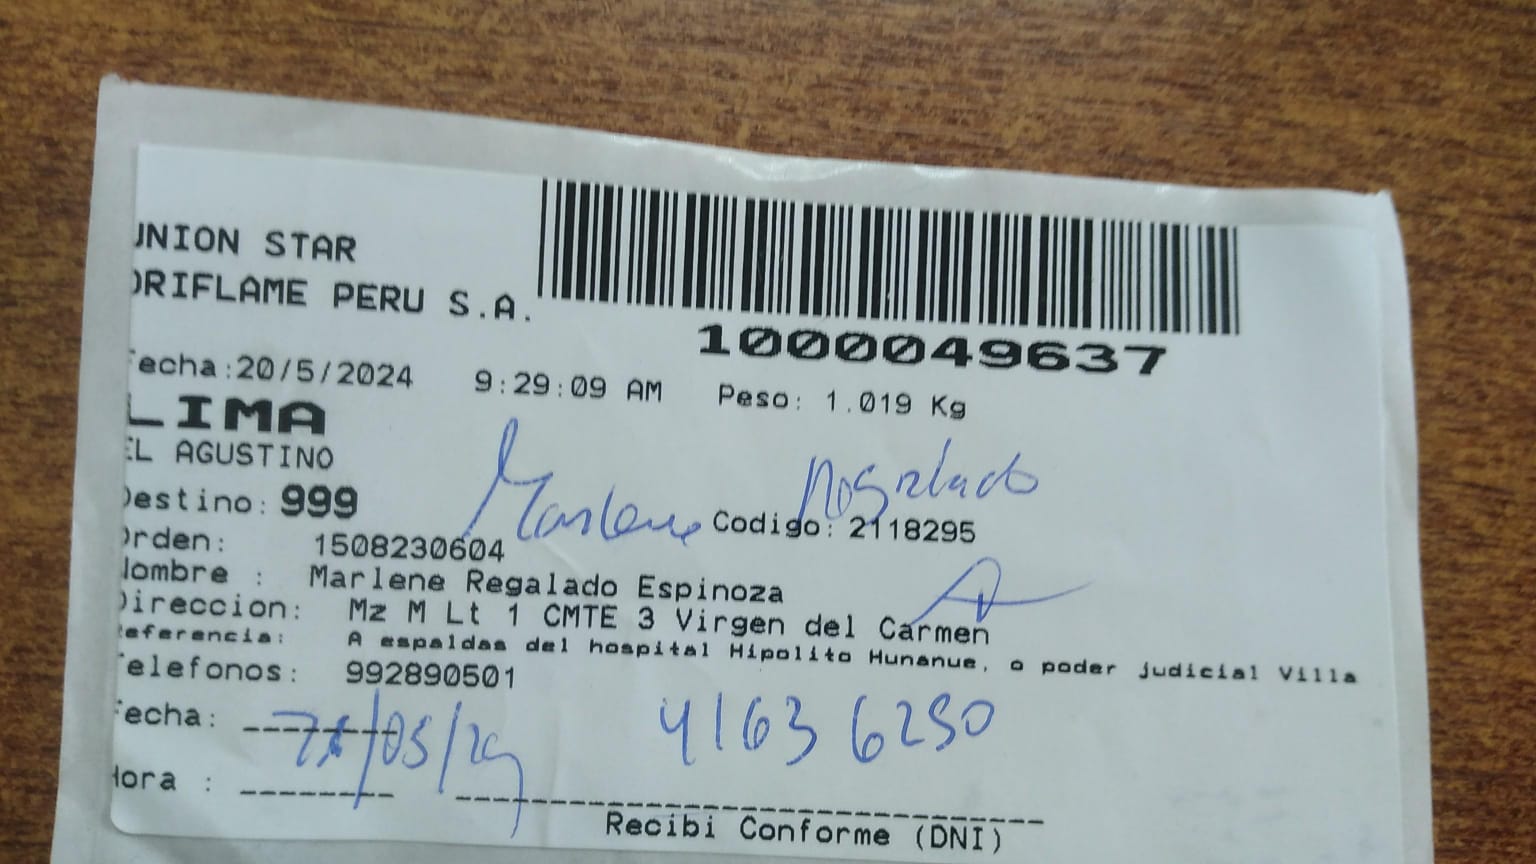 UNION STAR
ORIFLAME PERU S.A.
1000049637
Fecha:20/5/2024 9:29:09 AM Peso: 1.019 Kg
LIMA
EL AGUSTINO
Marlene Regalado
Destino: 999 Codigo: 2118295
Orden: 1508230604
Nombre : Marlene Regalado Espinoza
Direccion: Mz M Lt 1 CMTE 3 Virgen del Carmen
Referencia: A espaldas del hospital Hipolito Hunanue, o poder judicial Villa
Telefonos: 992890501
Fecha: /05/24 41636250
Hora :
Recibi Conforme (DNI)